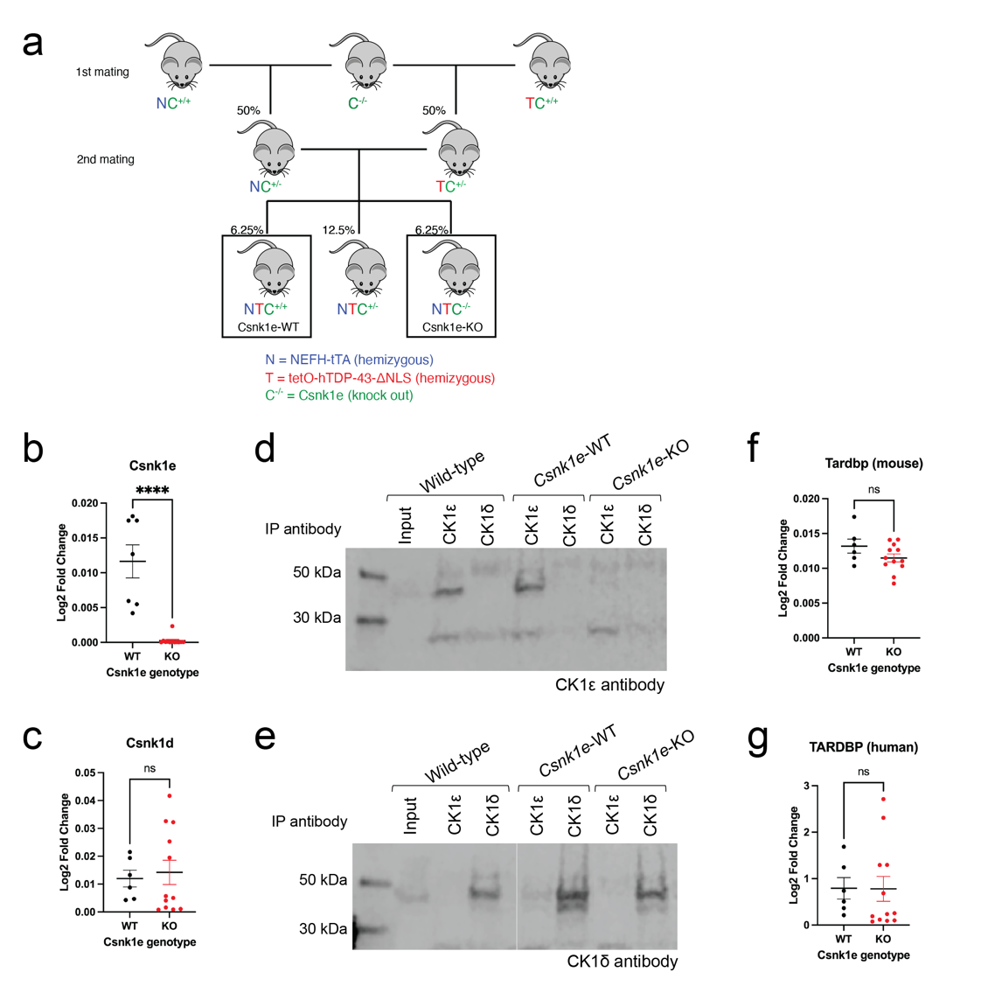 a
1st mating
NC+/+
C-/-
TC+/+
50%
50%
2nd mating
NC+/-
TC+/-
6.25%
12.5%
6.25%
NTC+/+
NTC+/-
NTC-/-
Csnk1e-WT
Csnk1e-KO
N = NEFH-tTA (hemizygous)
T = tetO-hTDP-43-ΔNLS (hemizygous)
C-/- = Csnk1e (knock out)
b
Csnk1e
****
0.020
0.015
0.010
0.005
0.000
Log2 Fold Change
WT
KO
Csnk1e genotype
c
Csnk1d
ns
0.05
0.04
0.03
0.02
0.01
0.00
Log2 Fold Change
WT
KO
Csnk1e genotype
d
Wild-type
Csnk1e-WT
Csnk1e-KO
IP antibody
Input
CK1ε
CK1δ
CK1ε
CK1δ
CK1ε
CK1δ
50 kDa
30 kDa
CK1ε antibody
e
Wild-type
Csnk1e-WT
Csnk1e-KO
IP antibody
Input
CK1ε
CK1δ
CK1ε
CK1δ
CK1ε
CK1δ
50 kDa
30 kDa
CK1δ antibody
f
Tardbp (mouse)
ns
0.020
0.015
0.010
0.005
0.000
Log2 Fold Change
WT
KO
Csnk1e genotype
g
TARDBP (human)
ns
3
2
1
0
Log2 Fold Change
WT
KO
Csnk1e genotype